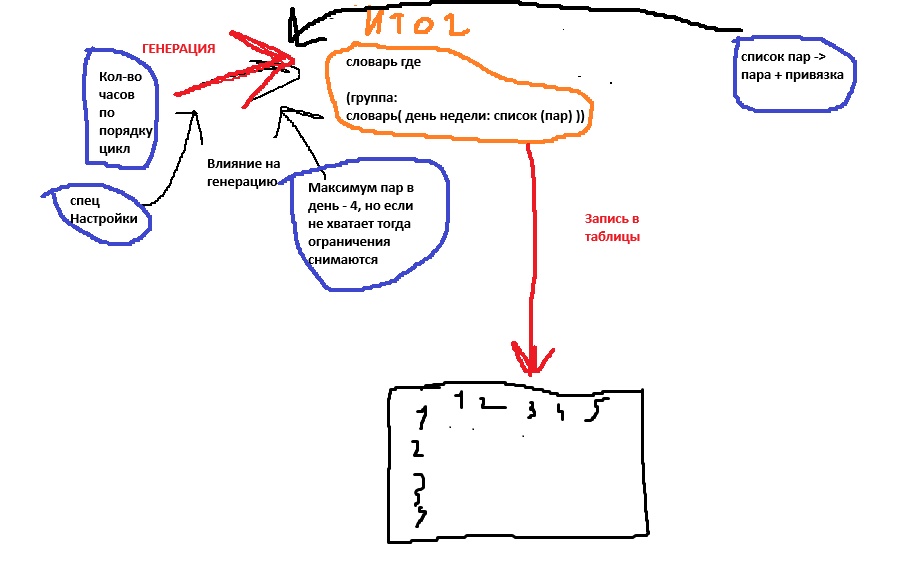 ИТОГ
ГЕНЕРАЦИЯ
Кол-во
часов
по
порядку
цикл
словарь где
(группа:
словарь( день недели: список (пар) ))
список пар ->
пара + привязка
Влияние на
генерацию
спец
Настройки
Максимум пар в
день - 4, но если
не хватает тогда
ограничения
снимаются
Запись в
таблицы
1 2 3 4 5
1
2
3